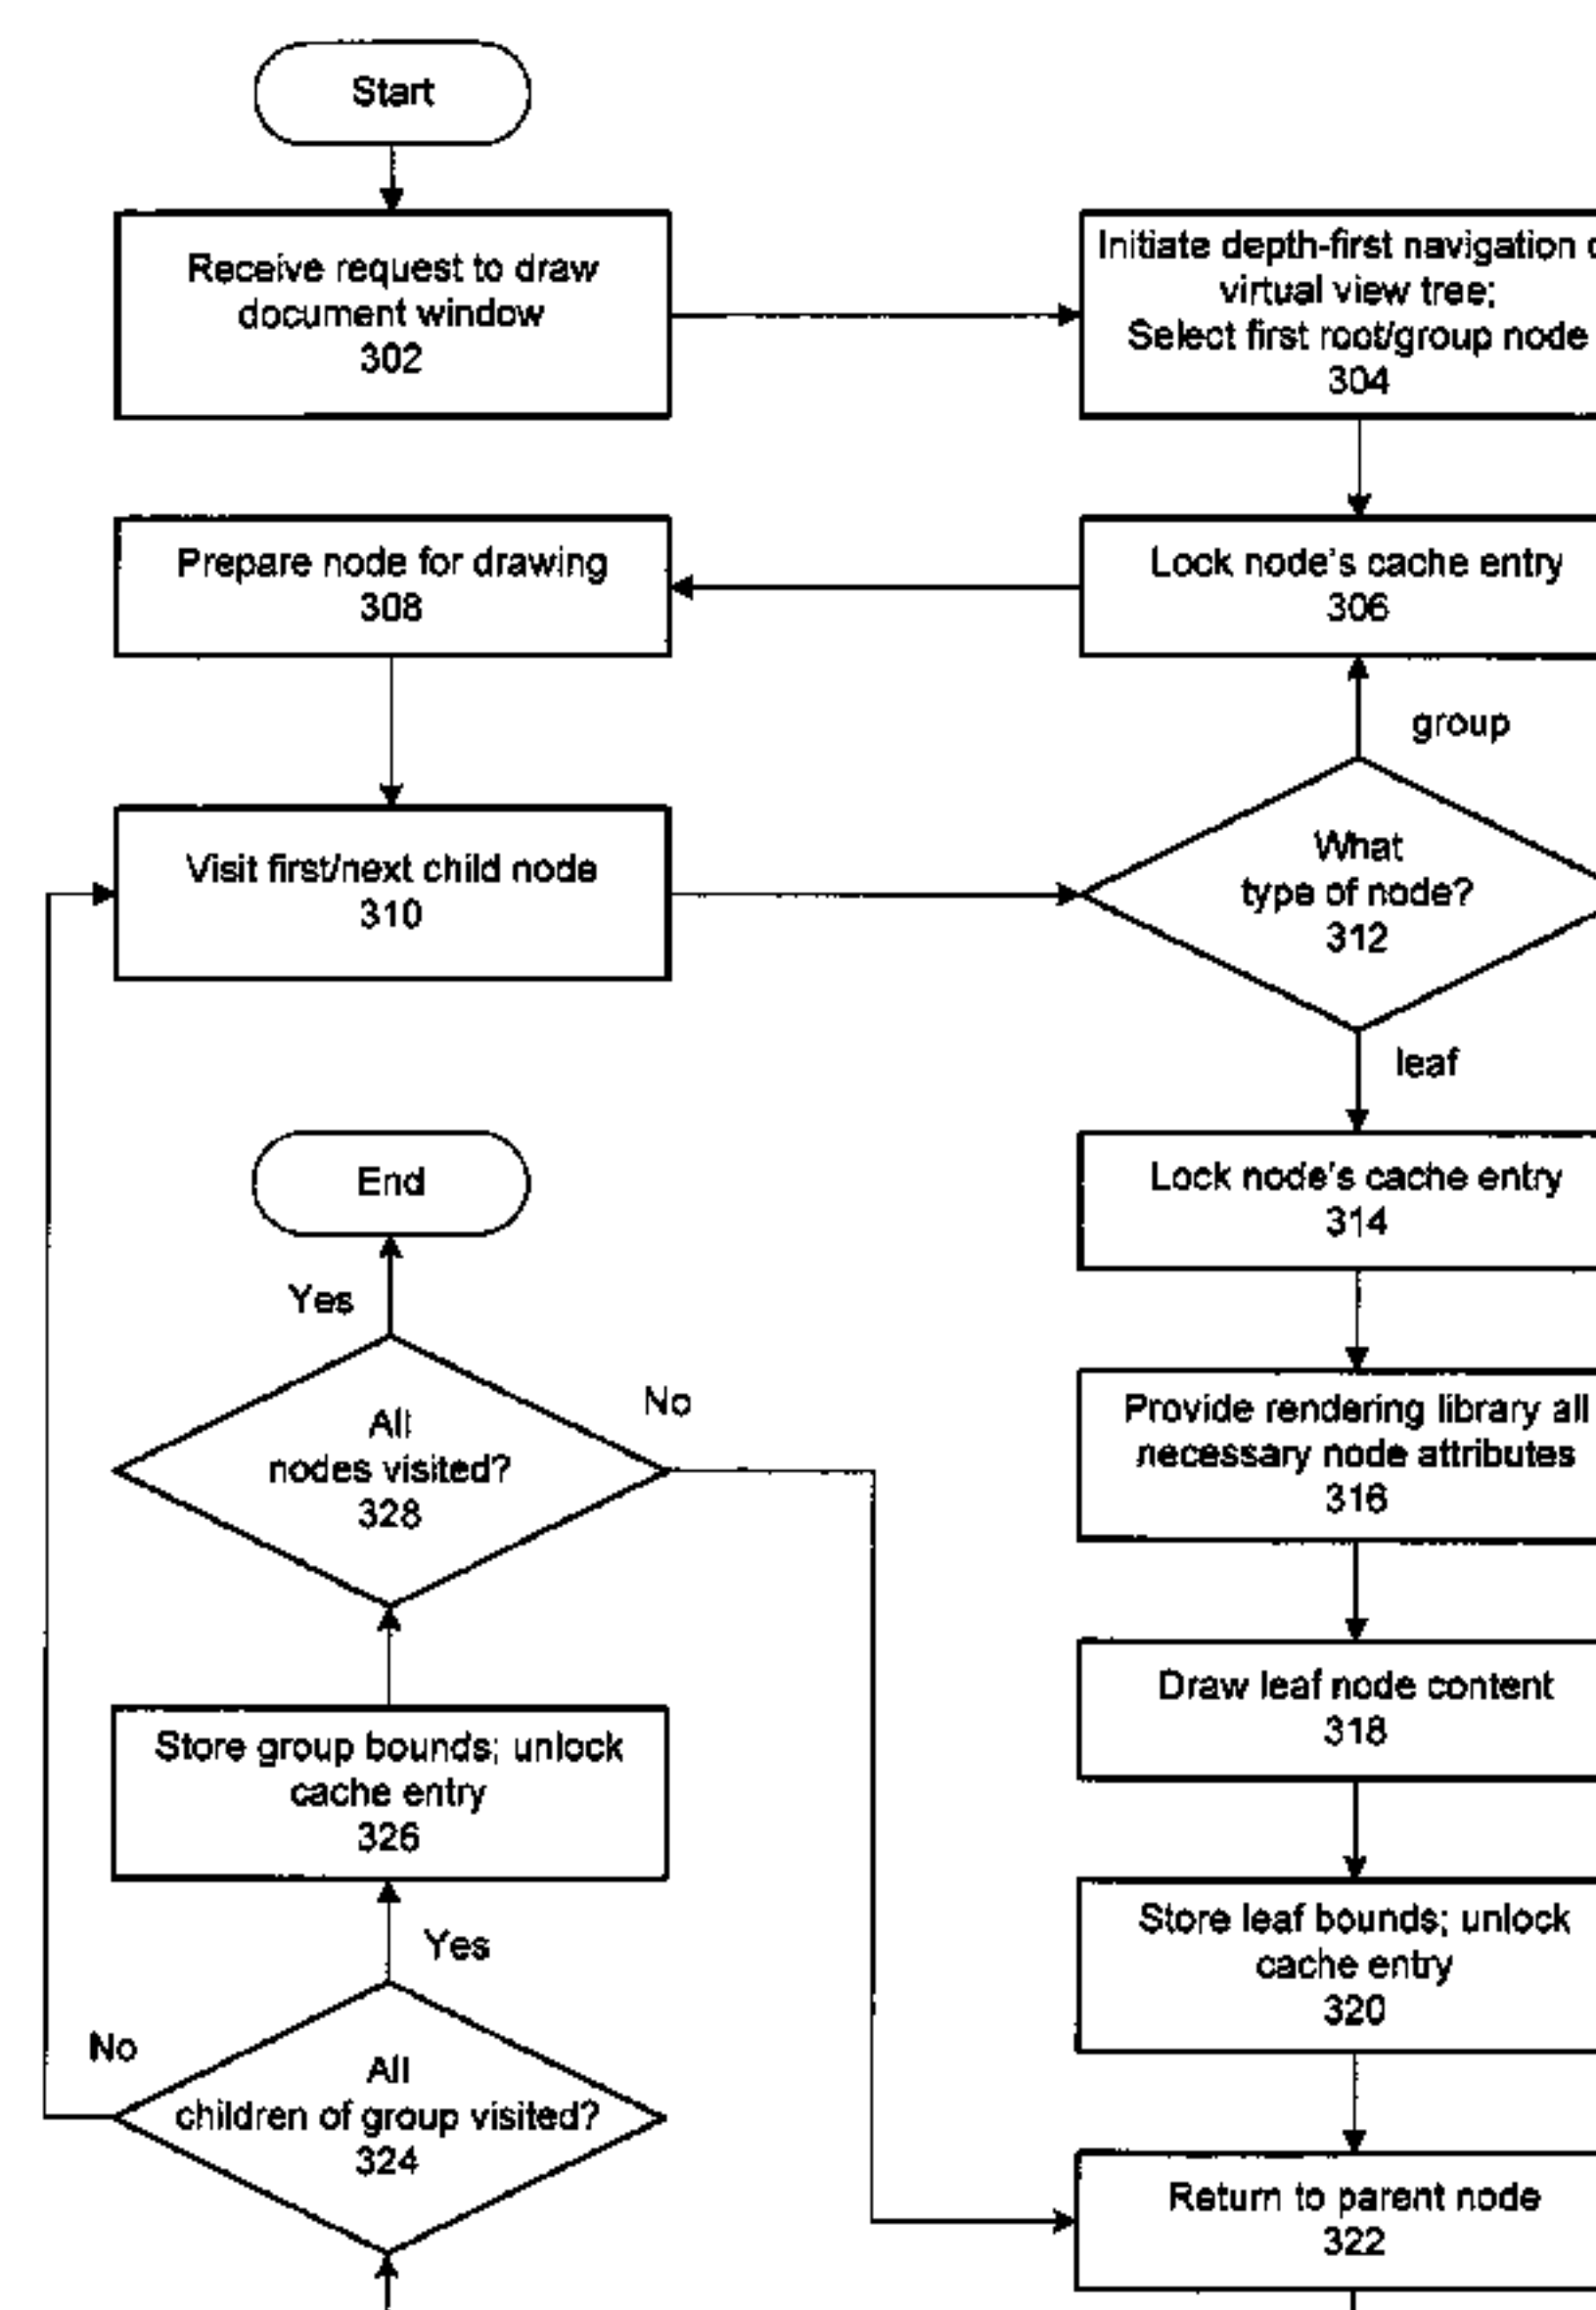 Start
Receive request to draw
document window
302
Initiate depth-first navigation
virtual view tree;
Select first root/group node
304
Lock node's cache entry
306
Prepare node for drawing
308
Visit first/next child node
310
group
What
type of node?
312
leaf
Lock node's cache entry
314
Provide rendering library all
necessary node attributes
316
Draw leaf node content
318
Store leaf bounds; unlock
cache entry
320
Return to parent node
322
All
children of group visited?
324
No
Yes
Store group bounds; unlock
cache entry
326
All
nodes visited?
328
No
Yes
End